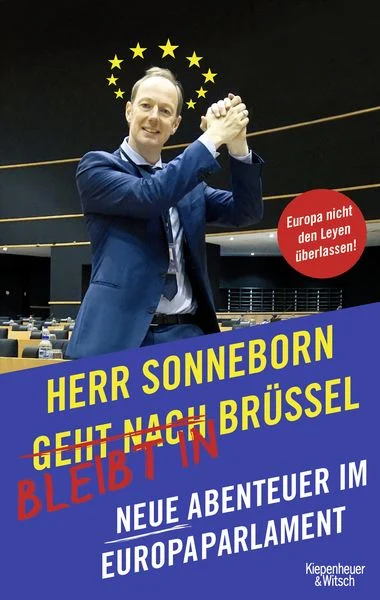 Europa nicht
den Leyen
überlassen!
HERR SONNEBORN
GEHT NACH BRÜSSEL
BLEIBT IN
NEUE ABENTEUER IM
EUROPAPARLAMENT
Kiepenheuer
&Witsch